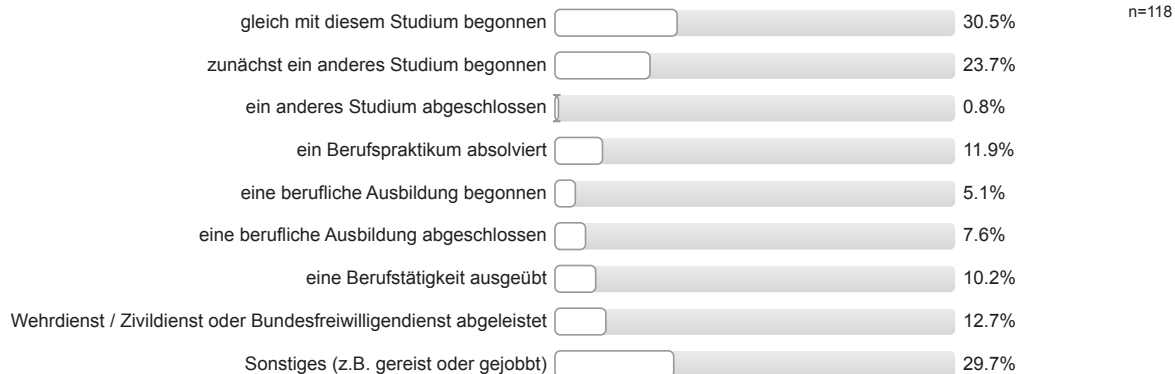 gleich mit diesem Studium begonnen 30.5% n=118
zunächst ein anderes Studium begonnen 23.7%
ein anderes Studium abgeschlossen 0.8%
ein Berufspraktikum absolviert 11.9%
eine berufliche Ausbildung begonnen 5.1%
eine berufliche Ausbildung abgeschlossen 7.6%
eine Berufstätigkeit ausgeübt 10.2%
Wehrdienst / Zivildienst oder Bundesfreiwilligendienst abgeleistet 12.7%
Sonstiges (z.B. gereist oder gejobbt) 29.7%